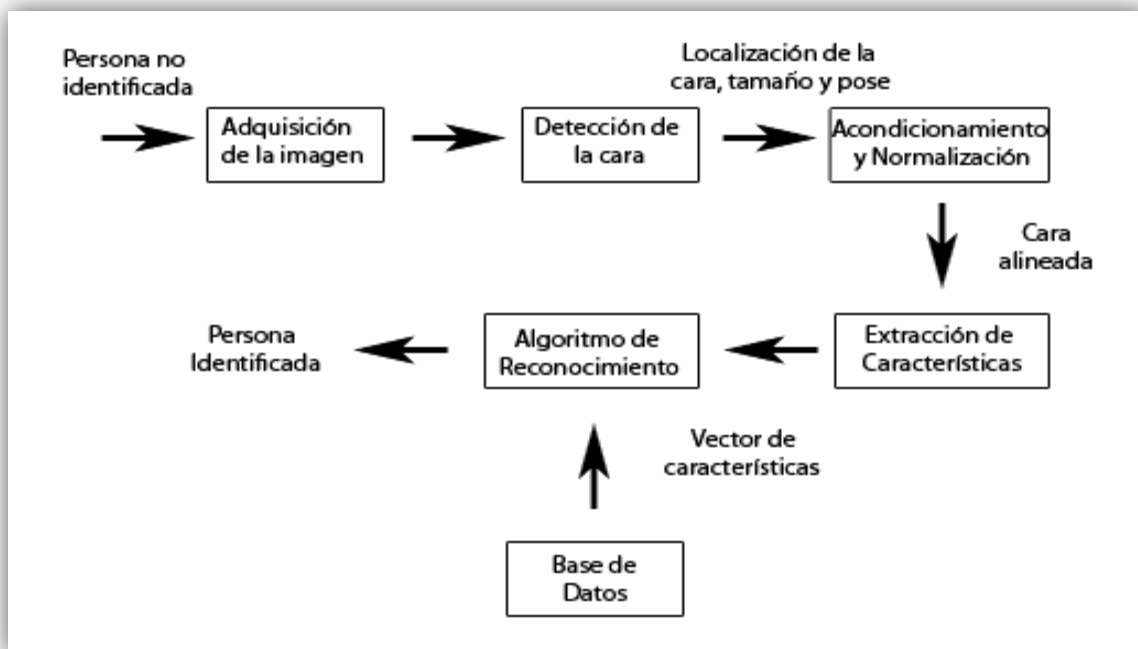 Persona no
identificada
Adquisición
de la imagen
Detección de
la cara
Localización de la
cara, tamaño y pose
Acondicionamiento
y Normalización
Cara
alineada
Extracción de
Características
Algoritmo de
Reconocimiento
Persona
Identificada
Vector de
características
Base de
Datos